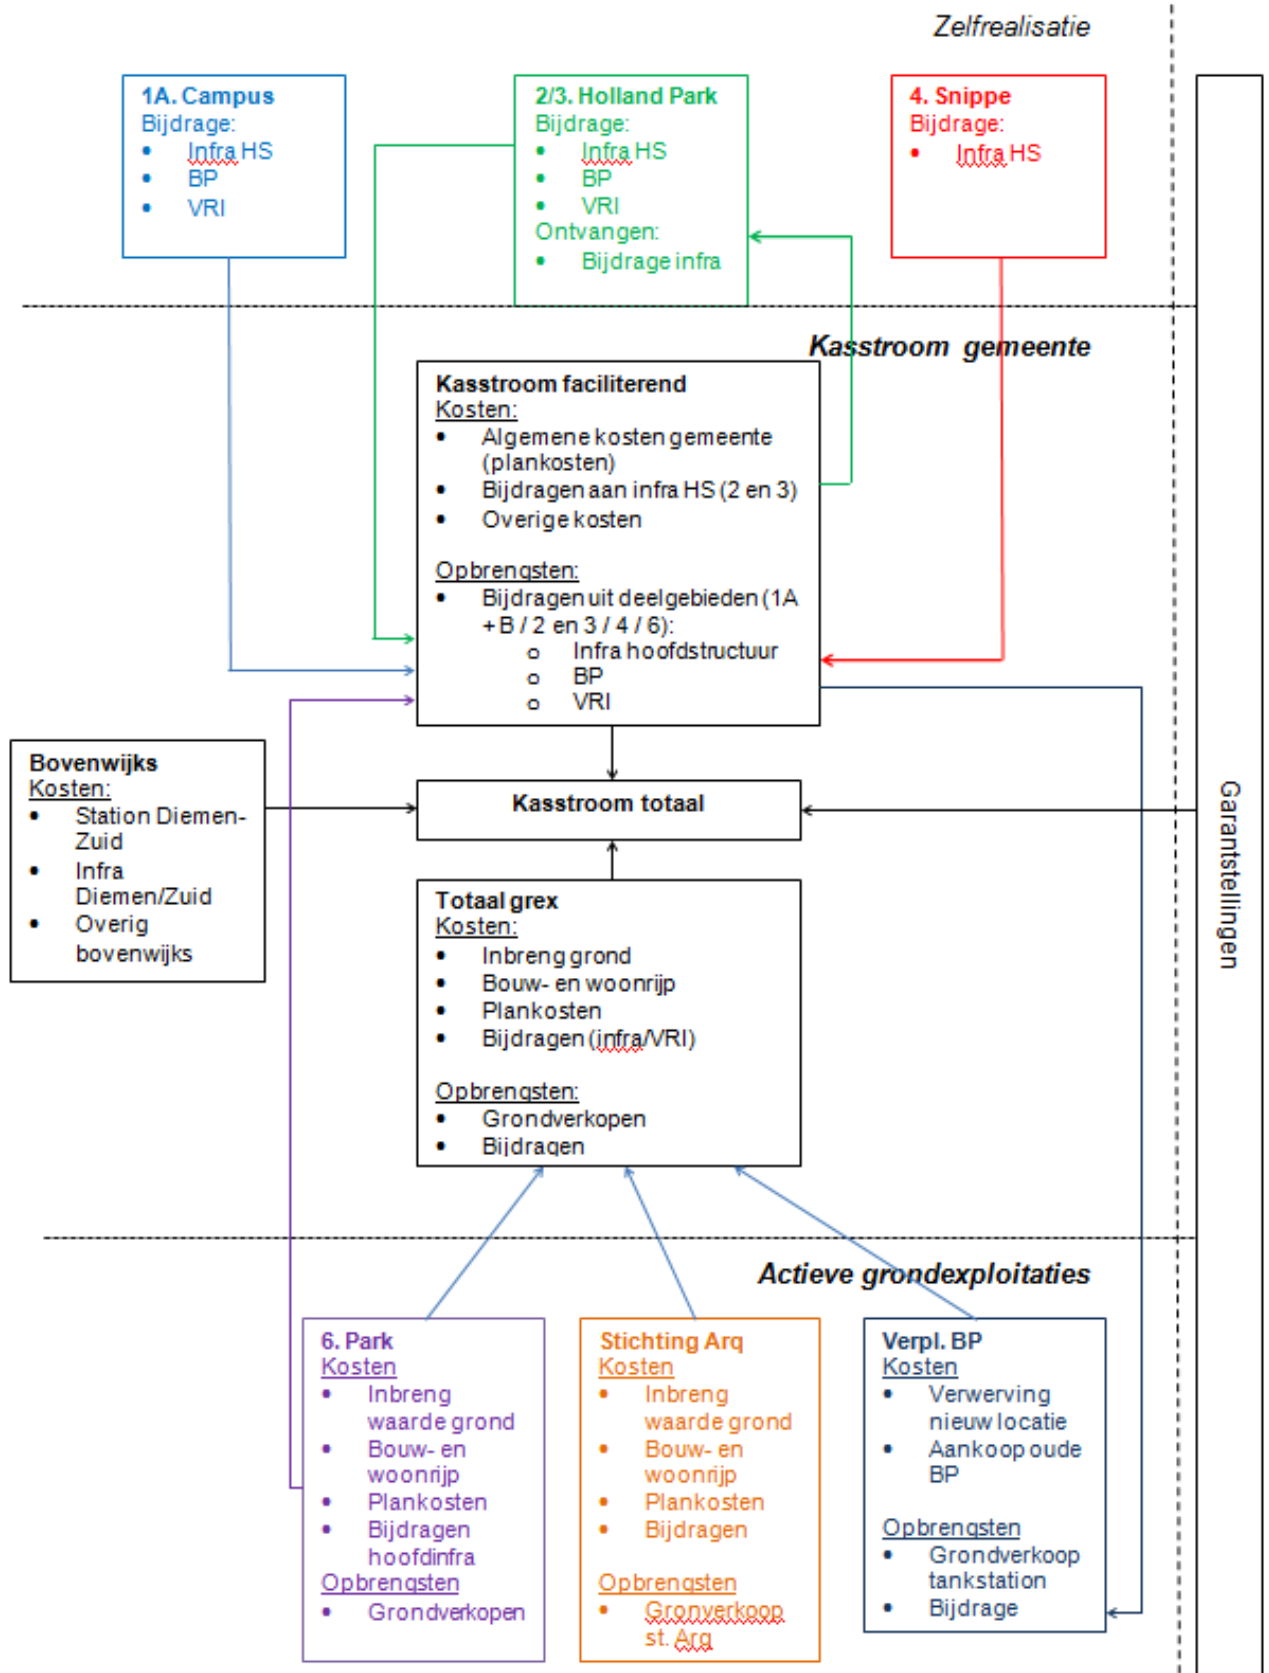 Zelfrealisatie
1A. Campus
Bijdrage:
• Infra HS
• BP
• VRI
2/3. Holland Park
Bijdrage:
• Infra HS
• BP
• VRI
Ontvangen:
• Bijdrage infra
4. Snippe
Bijdrage:
• Infra HS
Kasstroom gemeente
Kasstroom faciliterend
Kosten:
• Algemene kosten gemeente
(plankosten)
• Bijdragen aan infra HS (2 en 3)
• Overige kosten
Opbrengsten:
• Bijdragen uit deelgebieden (1A
+ B / 2 en 3 / 4 / 6):
o Infra hoofdstructuur
o BP
o VRI
Bovenwijks
Kosten:
• Station Diemen-
Zuid
• Infra
Diemen/Zuid
• Overig
bovenwijks
Kasstroom totaal
Garantstellingen
Totaal grex
Kosten:
• Inbreng grond
• Bouw- en woonrijp
• Plankosten
• Bijdragen (infra/VRI)
Opbrengsten:
• Grondverkopen
• Bijdragen
Actieve grondexploitaties
6. Park
Kosten
• Inbreng
waarde grond
• Bouw- en
woonrijp
• Plankosten
• Bijdragen
hoofdinfra
Opbrengsten
• Grondverkopen
Stichting Arq
Kosten
• Inbreng
waarde grond
• Bouw- en
woonrijp
• Plankosten
• Bijdragen
Opbrengsten
• Gronverkoop
st. Arq
Verpl. BP
Kosten
• Verwerving
nieuw locatie
• Aankoop oude
BP
Opbrengsten
• Grondverkoop
tankstation
• Bijdrage